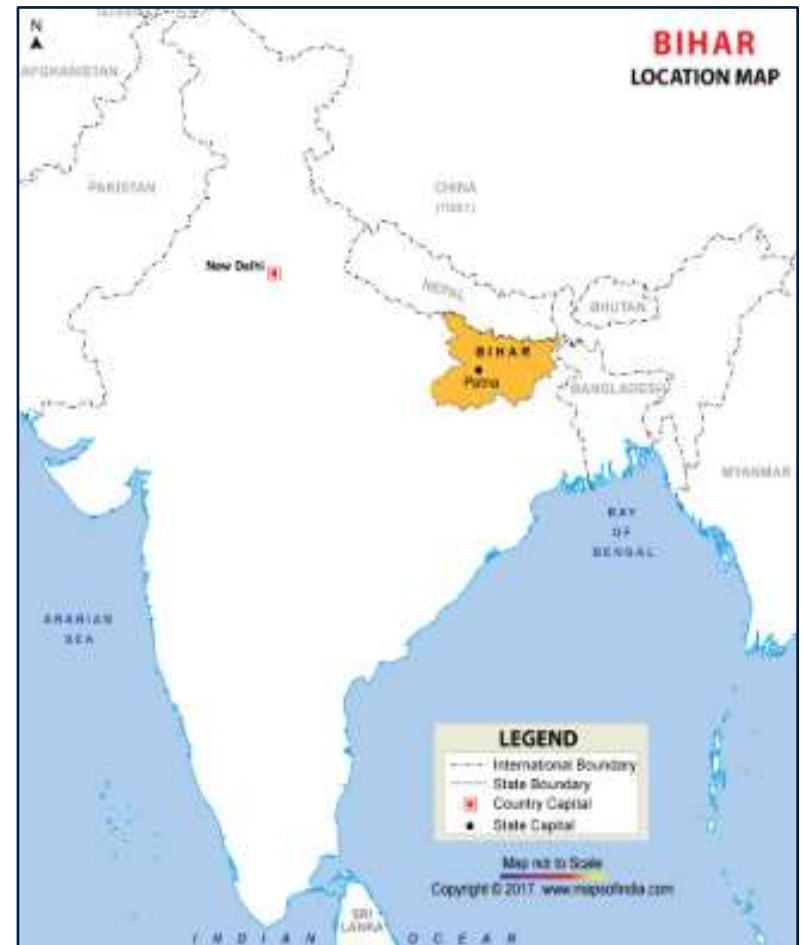 N
BIHAR
LOCATION MAP
AFGHANISTAN
PAKISTAN
CHINA
New Delhi
NEPAL
BHUTAN
BIHAR
Patna
BANGLADESH
MYANMAR
BAY
OF
BENGAL
ARABIAN
SEA
LEGEND
International Boundary
State Boundary
Country Capital
State Capital
Map not to Scale
Copyright © 2017 www.mapsofindia.com
SRI
LANKA
INDIAN OCEAN